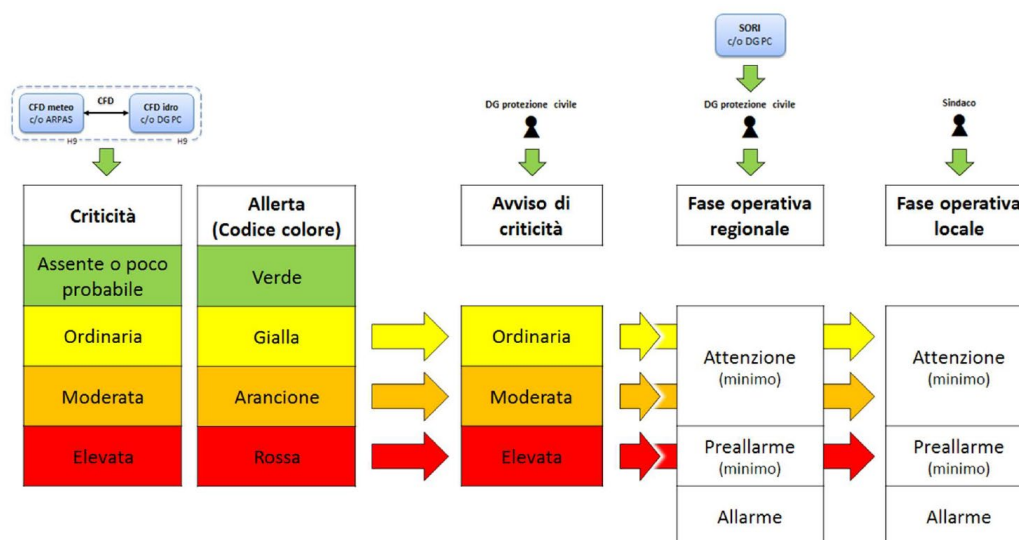 SORI
c/o DG PC
CFD meteo
c/o ARPAS
CFD
CFD idro
c/o DG PC
H9
H9
DG protezione civile
DG protezione civile
Sindaco
Criticità
Allerta
(Codice colore)
Avviso di
criticità
Fase operativa
regionale
Fase operativa
locale
Assente o poco
probabile
Verde
Ordinaria
Gialla
Ordinaria
Attenzione
(minimo)
Attenzione
(minimo)
Moderata
Arancione
Moderata
Elevata
Rossa
Elevata
Preallarme
(minimo)
Preallarme
(minimo)
Allarme
Allarme